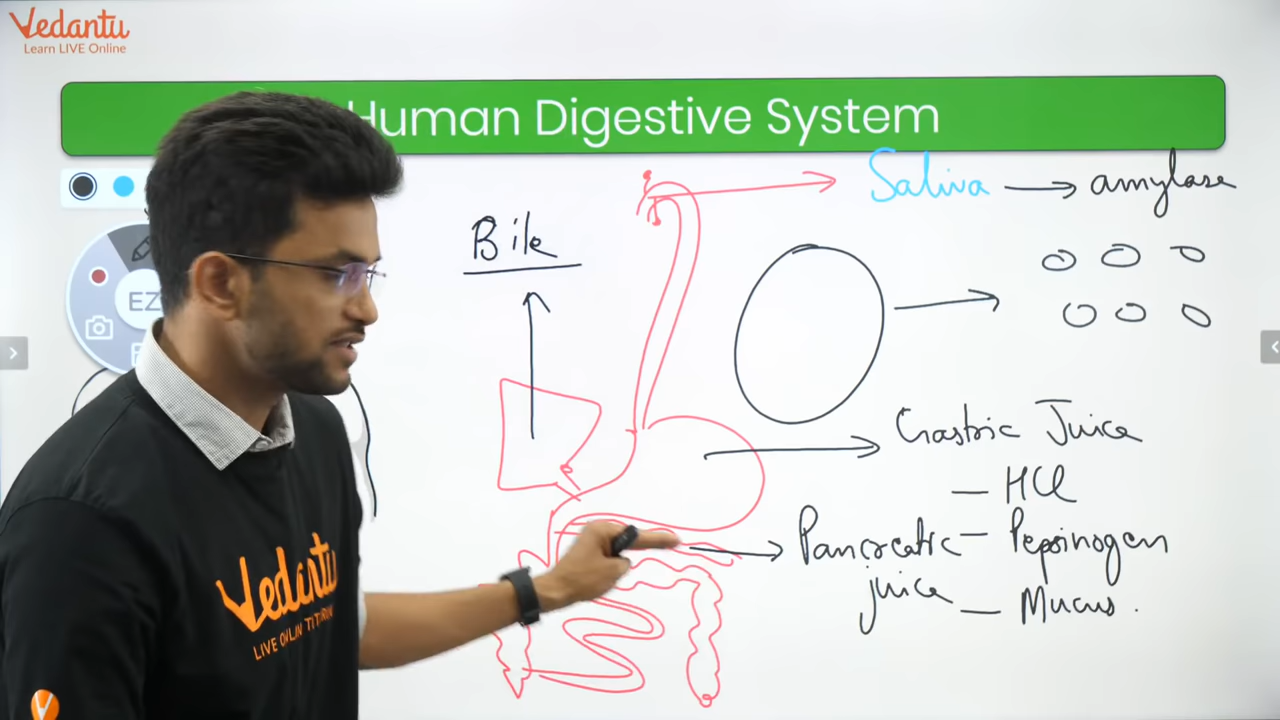 Vedantu
Learn LIVE Online
Human Digestive System
Saliva → amylase
Bile
EZ
Gastric Juice
— HCl
Pancreatic — Pepsinogen
juice — Mucus.
Vedantu
LIVE ONLINE TUTORING